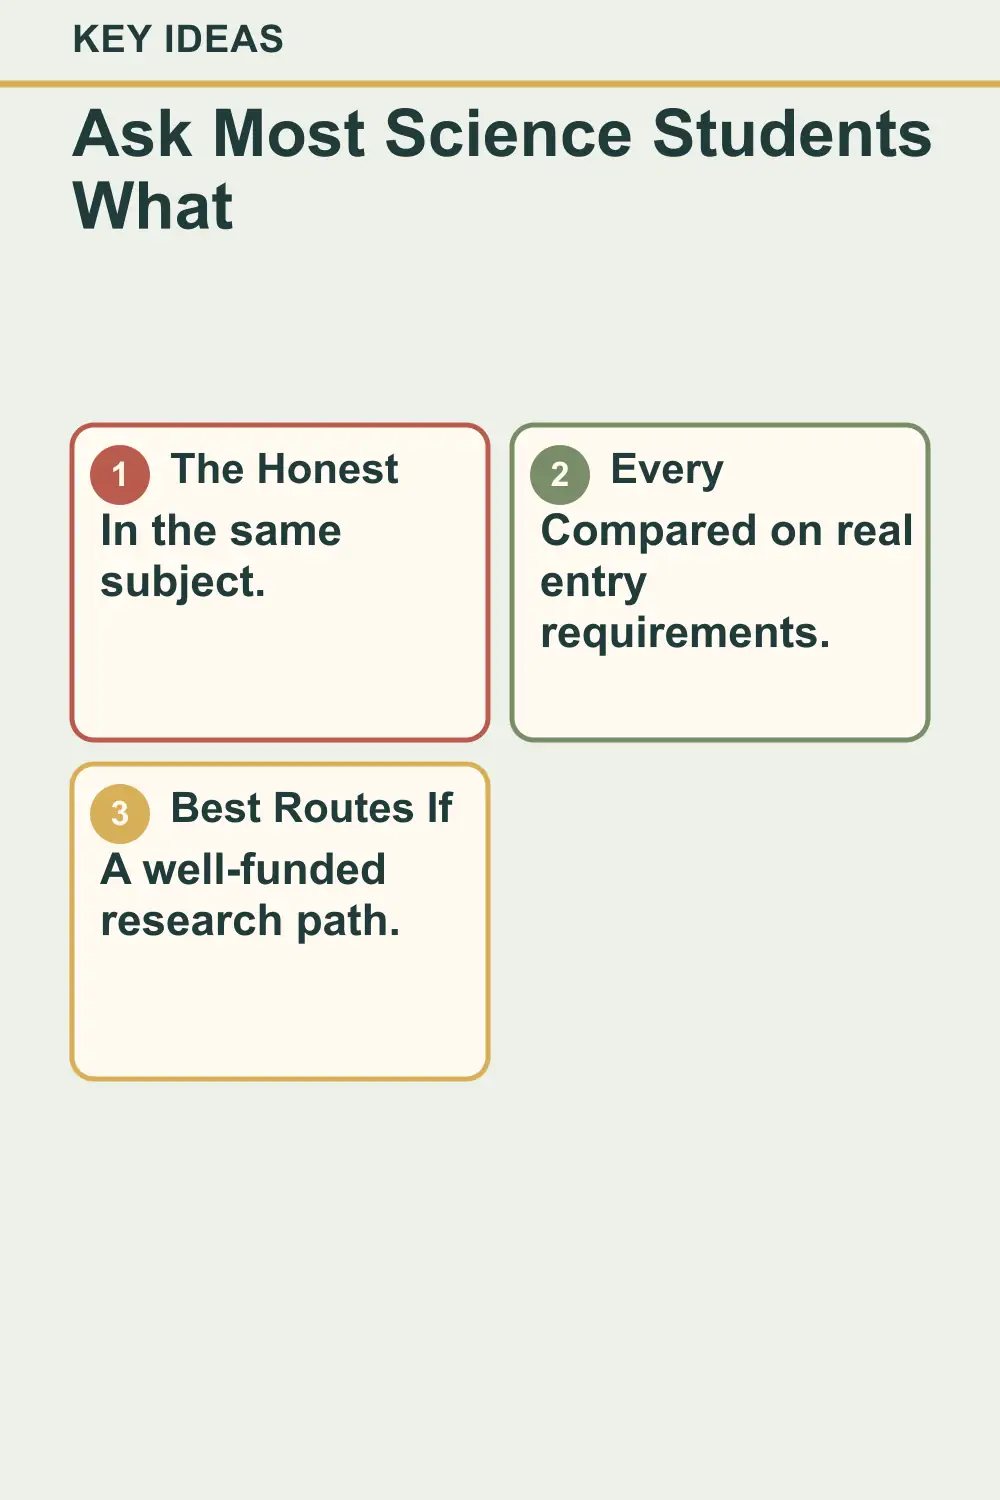 KEY IDEAS
Ask Most Science Students
What
1 The Honest
In the same
subject.
2 Every
Compared on real
entry
requirements.
3 Best Routes If
A well-funded
research path.